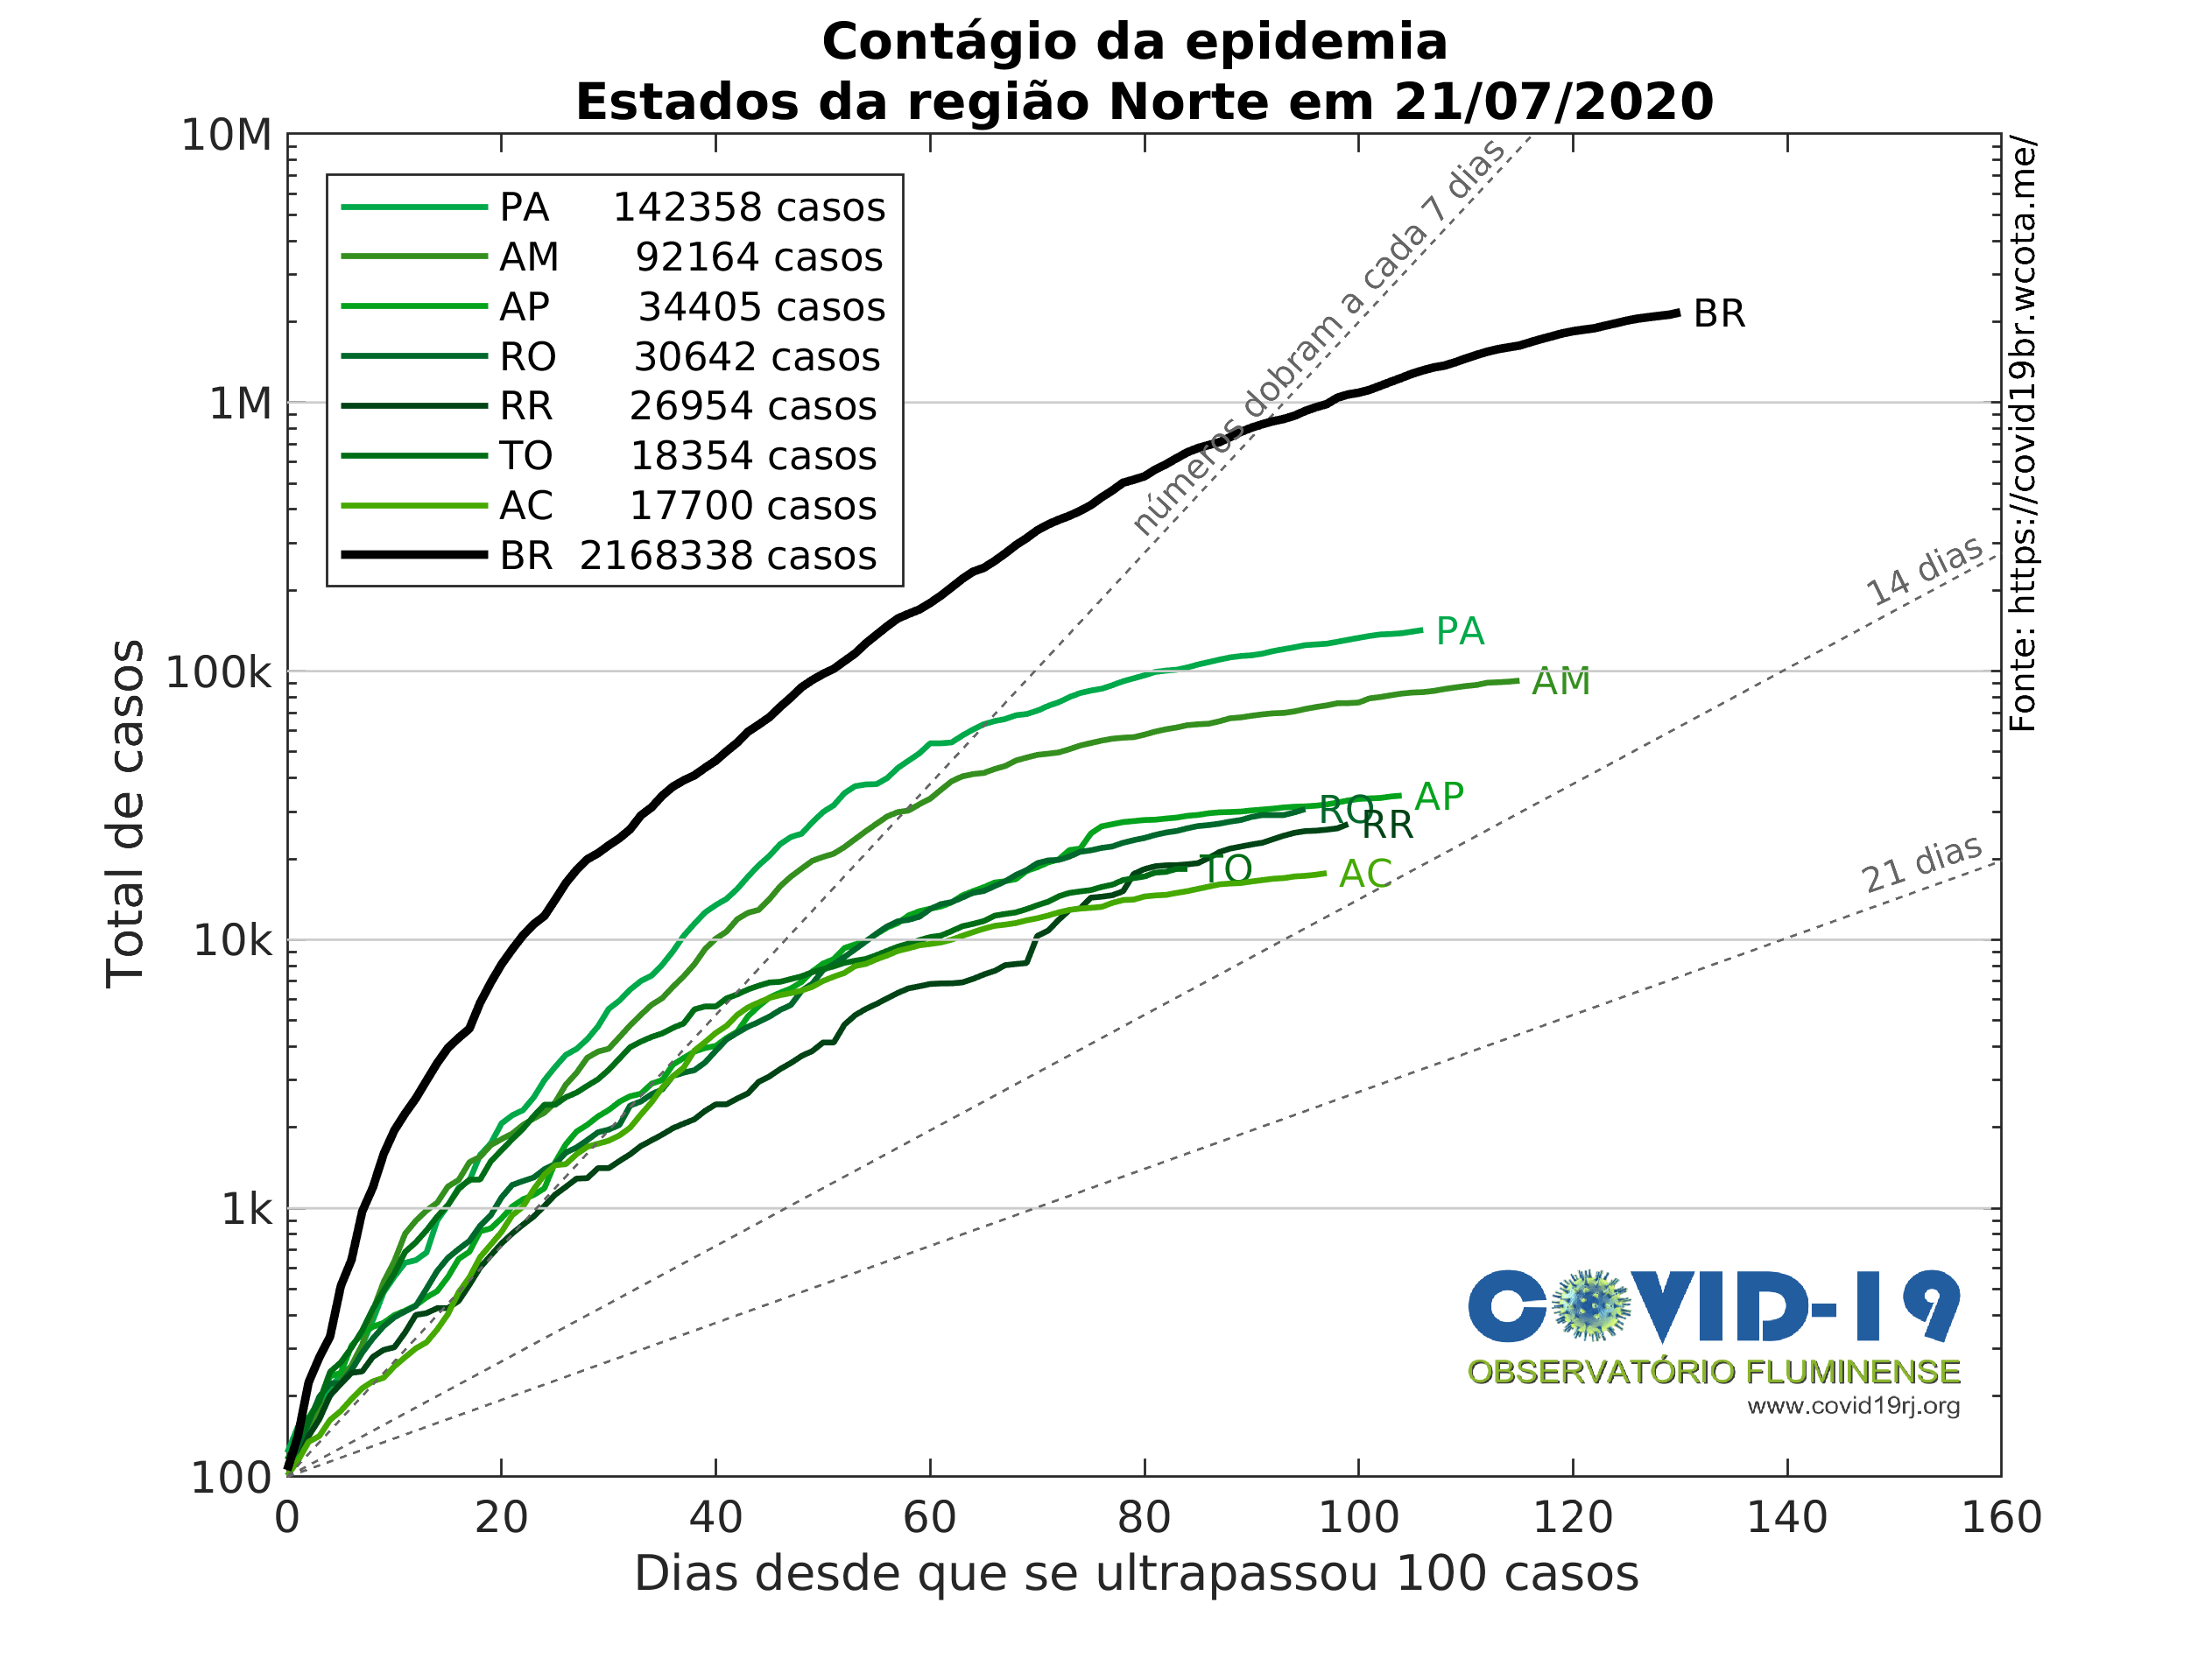 Contágio da epidemia
Estados da região Norte em 21/07/2020
10M
1M
100k
10k
1k
100
Total de casos
PA 142358 casos
AM 92164 casos
AP 34405 casos
RO 30642 casos
RR 26954 casos
TO 18354 casos
AC 17700 casos
BR 2168338 casos
números dobram a cada 7 dias
14 dias
21 dias
BR
PA
AM
AP
RO
RR
TO
AC
Fonte: https://covid19br.wcota.me/
COVID-19
OBSERVATÓRIO FLUMINENSE
www.covid19rj.org
0 20 40 60 80 100 120 140 160
Dias desde que se ultrapassou 100 casos